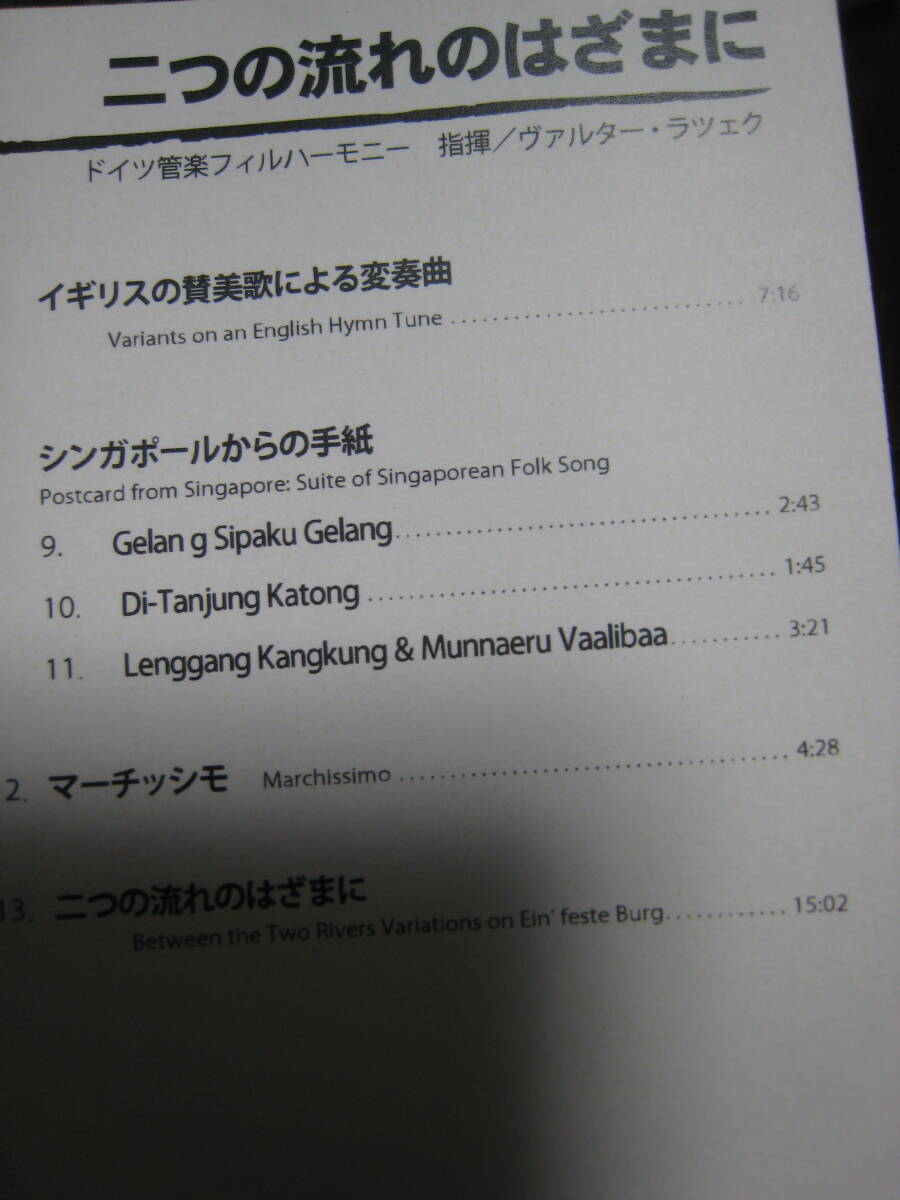 二つの流れのはざまに
ドイツ管楽フィルハーモニー 指揮/ヴァルター・ラツェク
イギリスの賛美歌による変奏曲
Variants on an English Hymn Tune .............................. 7:16
シンガポールからの手紙
Postcard from Singapore: Suite of Singaporean Folk Song
9. Gelan g Sipaku Gelang...................................... 2:43
10. Di-Tanjung Katong ......................................... 1:45
11. Lenggang Kangkung & Munnaeru Vaalibaa........... 3:21
2. マーチッシモ Marchissimo ....................................... 4:28
13. 二つの流れのはざまに
Between the Two Rivers Variations on Ein' feste Burg............ 15:02